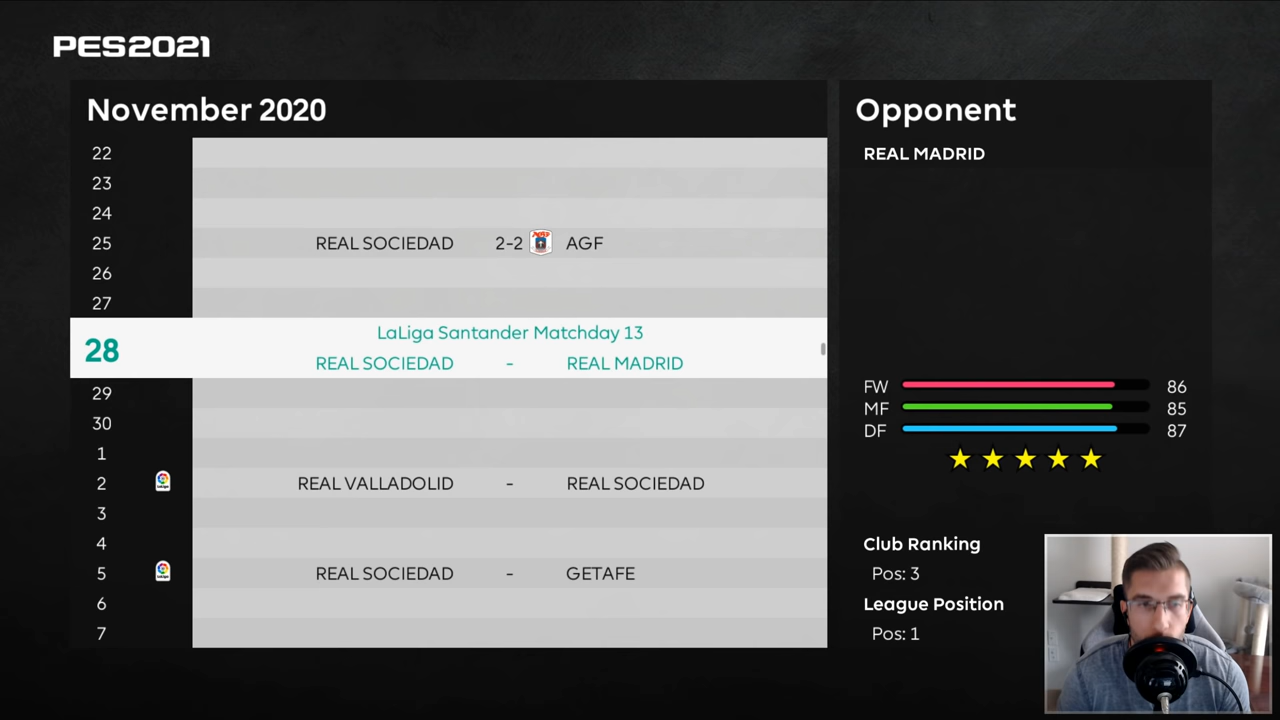 PES2021
November 2020
22
23
24
25 REAL SOCIEDAD 2-2 AGF
26
27
28 LaLiga Santander Matchday 13
REAL SOCIEDAD - REAL MADRID
29
30
1
2 REAL VALLADOLID - REAL SOCIEDAD
3
4
5 REAL SOCIEDAD - GETAFE
6
7
Opponent
REAL MADRID
FW 86
MF 85
DF 87
Club Ranking
Pos: 3
League Position
Pos: 1